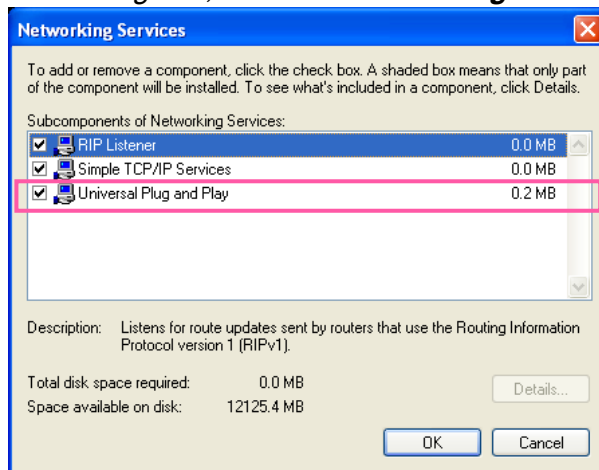 Networking Services
To add or remove a component, click the check box. A shaded box means that only part
of the component will be installed. To see what's included in a component, click Details.
Subcomponents of Networking Services:
RIP Listener 0.0 MB
Simple TCP/IP Services 0.0 MB
Universal Plug and Play 0.2 MB
Description: Listens for route updates sent by routers that use the Routing Information
Protocol version 1 (RIPv1).
Total disk space required: 0.0 MB
Details...
Space available on disk: 12125.4 MB
OK Cancel